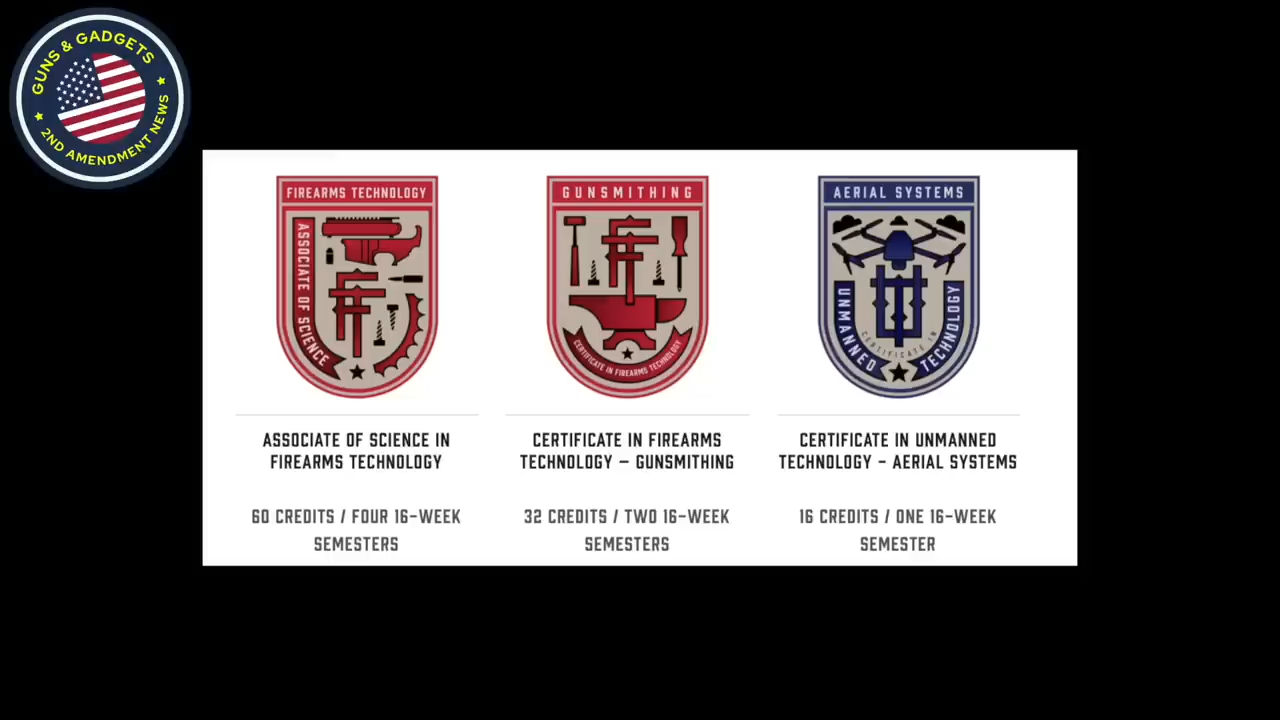 GUNS & GADGETS
2ND AMENDMENT NEWS
FIREARMS TECHNOLOGY
ASSOCIATE OF SCIENCE
GUNSMITHING
CERTIFICATE IN FIREARMS TECHNOLOGY
AERIAL SYSTEMS
UNMANNED
CERTIFICATE IN
TECHNOLOGY
ASSOCIATE OF SCIENCE IN
FIREARMS TECHNOLOGY
60 CREDITS / FOUR 16-WEEK
SEMESTERS
CERTIFICATE IN FIREARMS
TECHNOLOGY – GUNSMITHING
32 CREDITS / TWO 16-WEEK
SEMESTERS
CERTIFICATE IN UNMANNED
TECHNOLOGY - AERIAL SYSTEMS
16 CREDITS / ONE 16-WEEK
SEMESTER